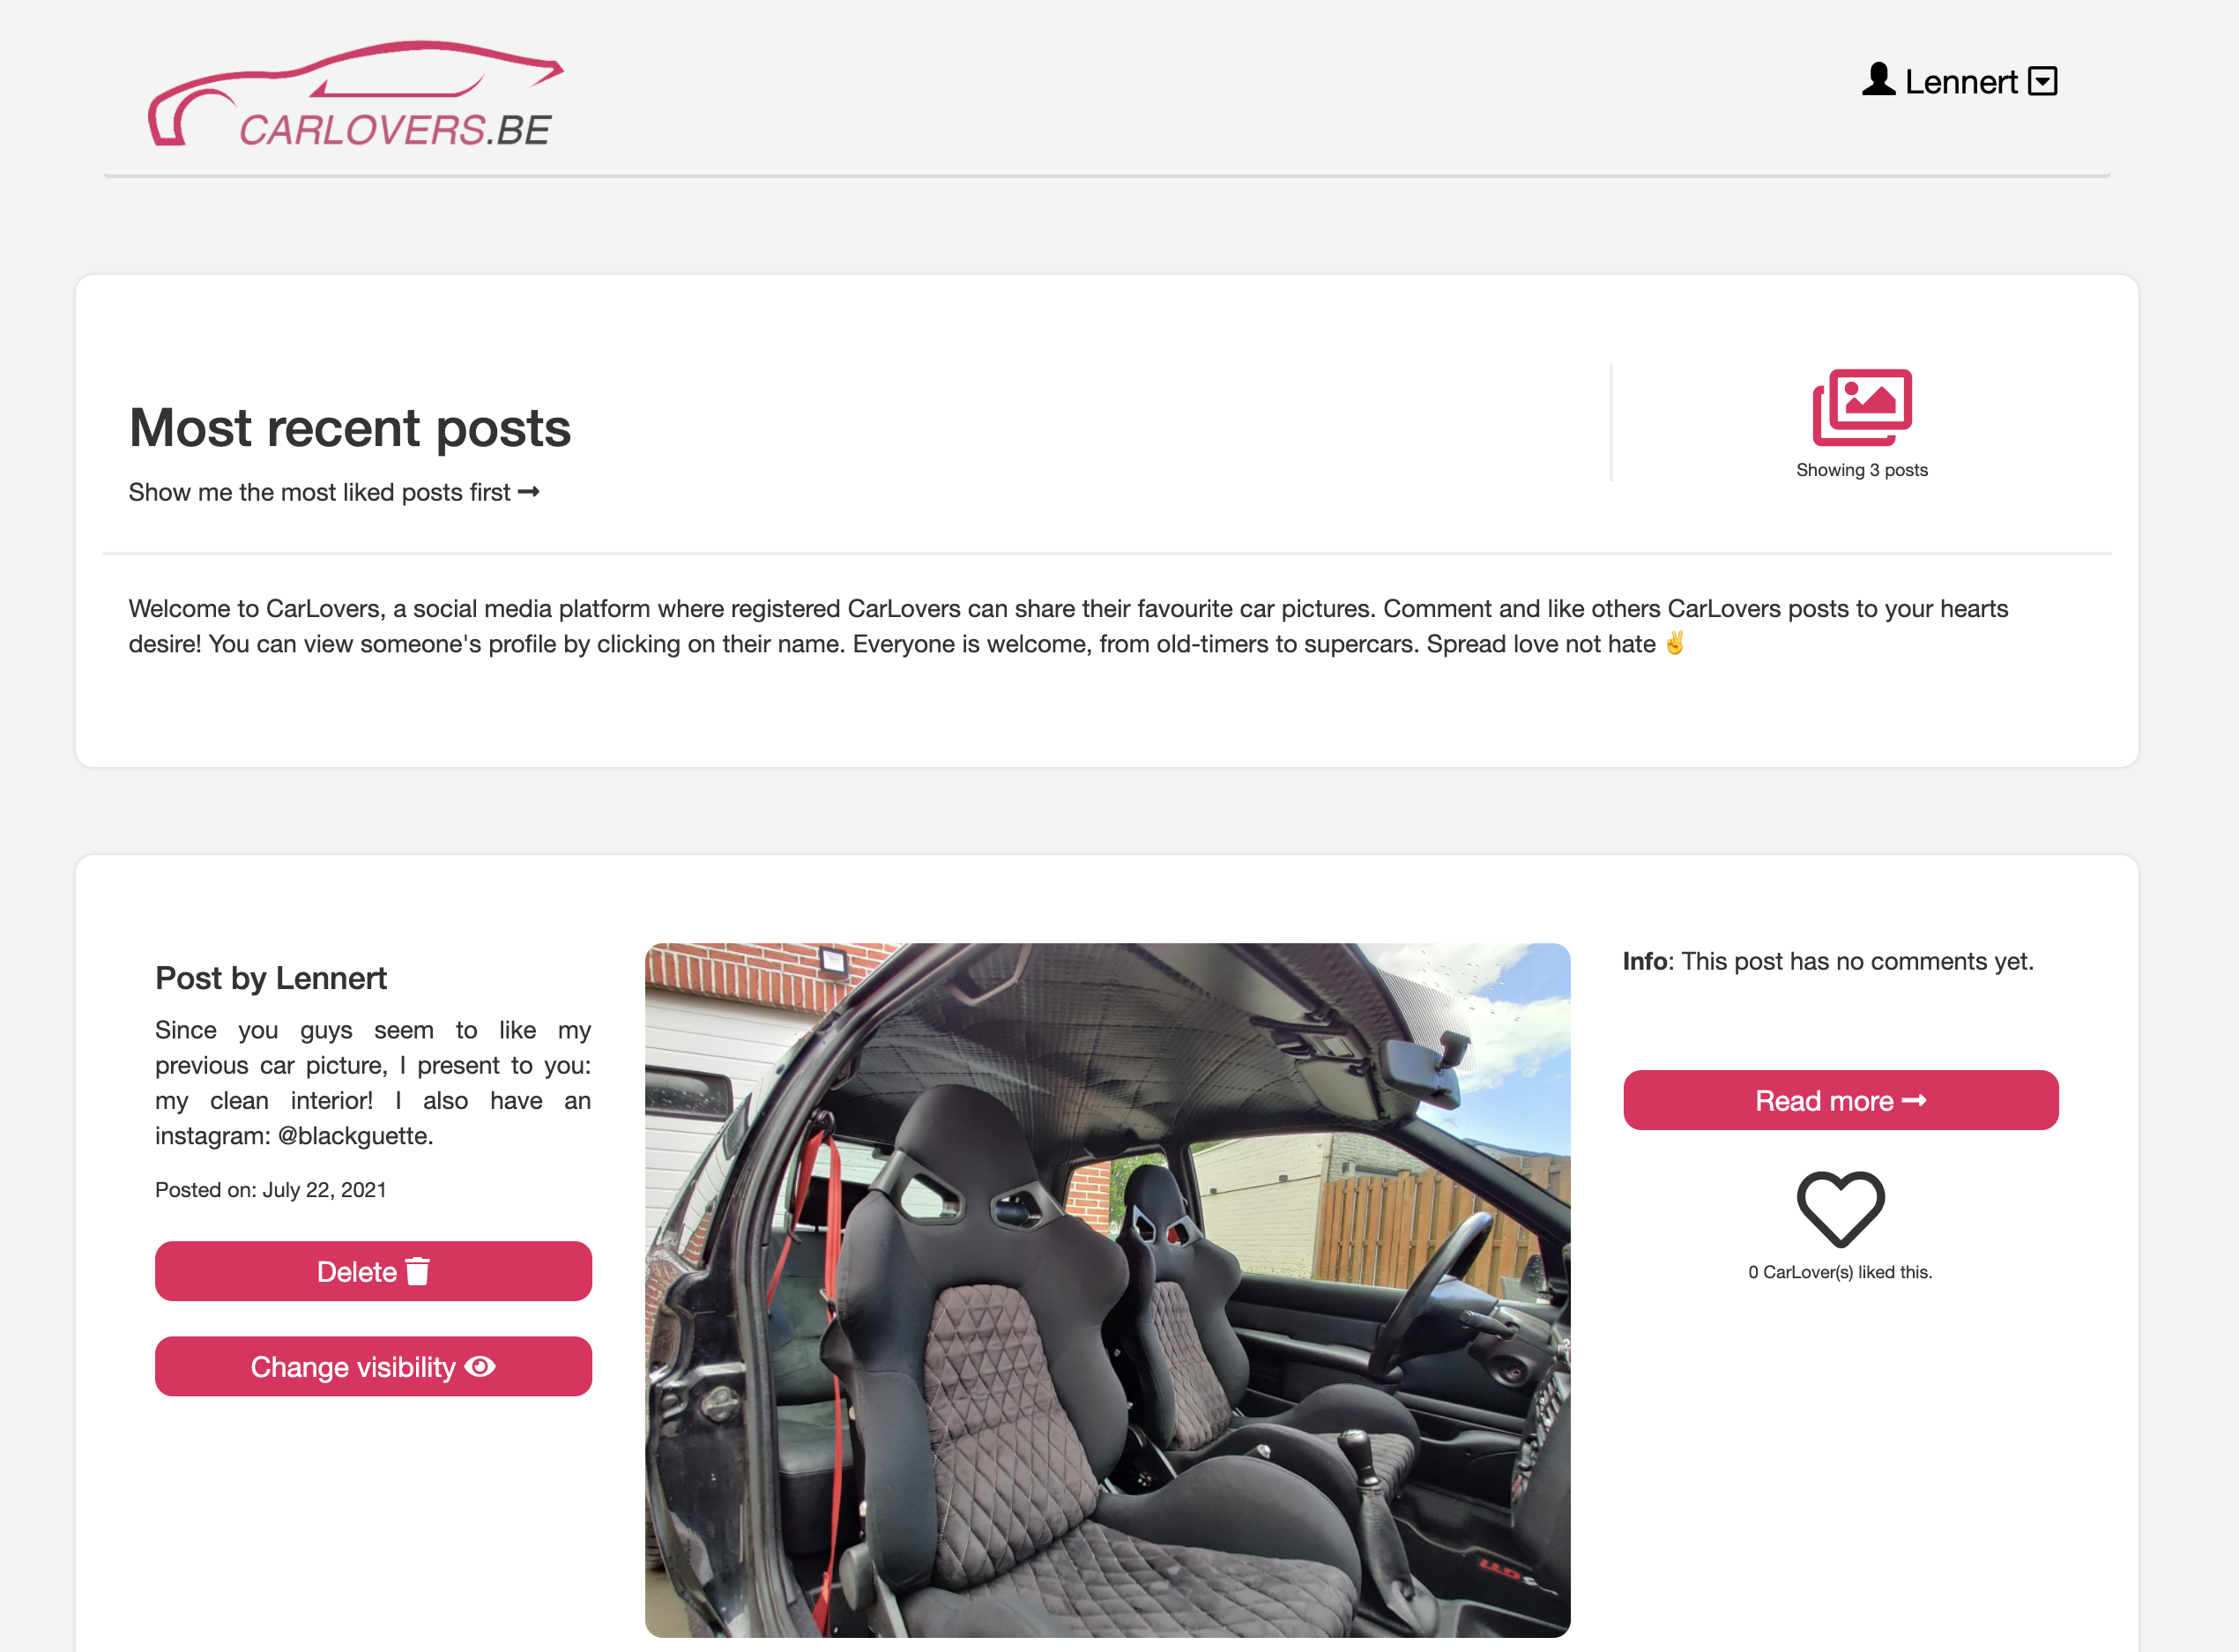 CARLOVERS.BE
Lennert
Most recent posts
Show me the most liked posts first
Showing 3 posts
Welcome to CarLovers, a social media platform where registered CarLovers can share their favourite car pictures. Comment and like others CarLovers posts to your hearts
desire! You can view someone's profile by clicking on their name. Everyone is welcome, from old-timers to supercars. Spread love not hate ✌️
Post by Lennert
Since you guys seem to like my
previous car picture, I present to you:
my clean interior! I also have an
instagram: @blackguette.
Posted on: July 22, 2021
Delete
Change visibility
Info: This post has no comments yet.
Read more
0 CarLover(s) liked this.